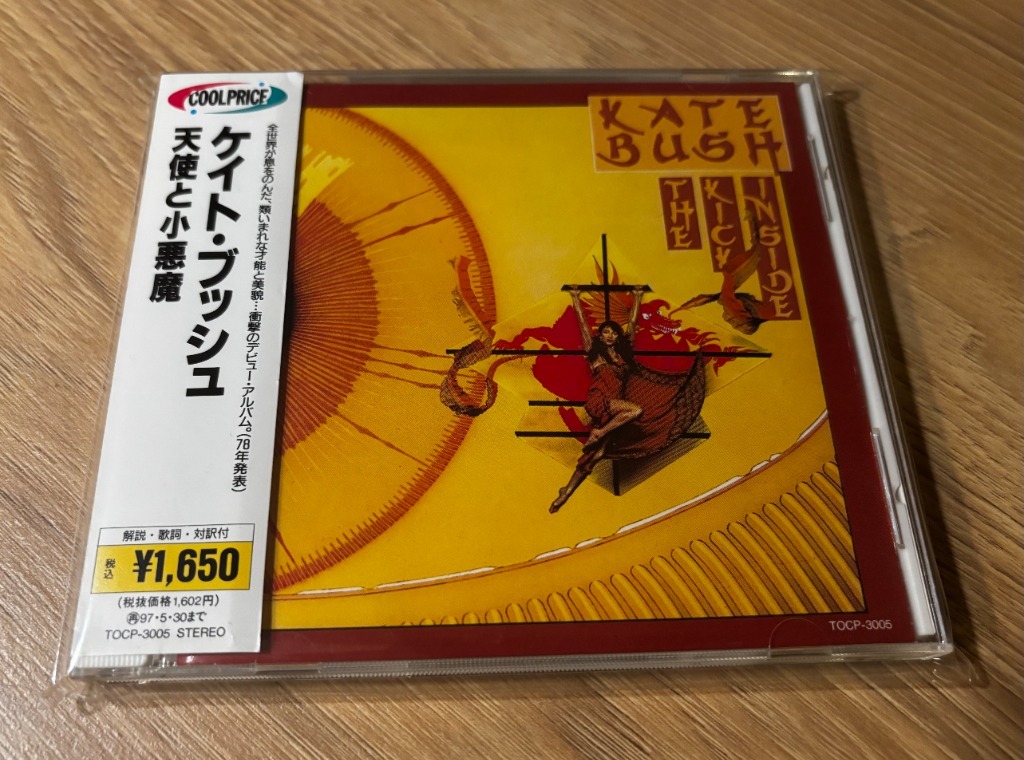 COOLPRICE
全世界が息をのんだ、類いまれな才能と美貌…衝撃のデビュー・アルバム。(78年発表)
ケイト・ブッシュ
天使と小悪魔
解説・歌詞・対訳付
税込 ¥1,650
(税抜価格1,602円)
再97・5・30まで
TOCP-3005 STEREO
KATE
BUSH
THE
KICK
INSIDE
TOCP-3005